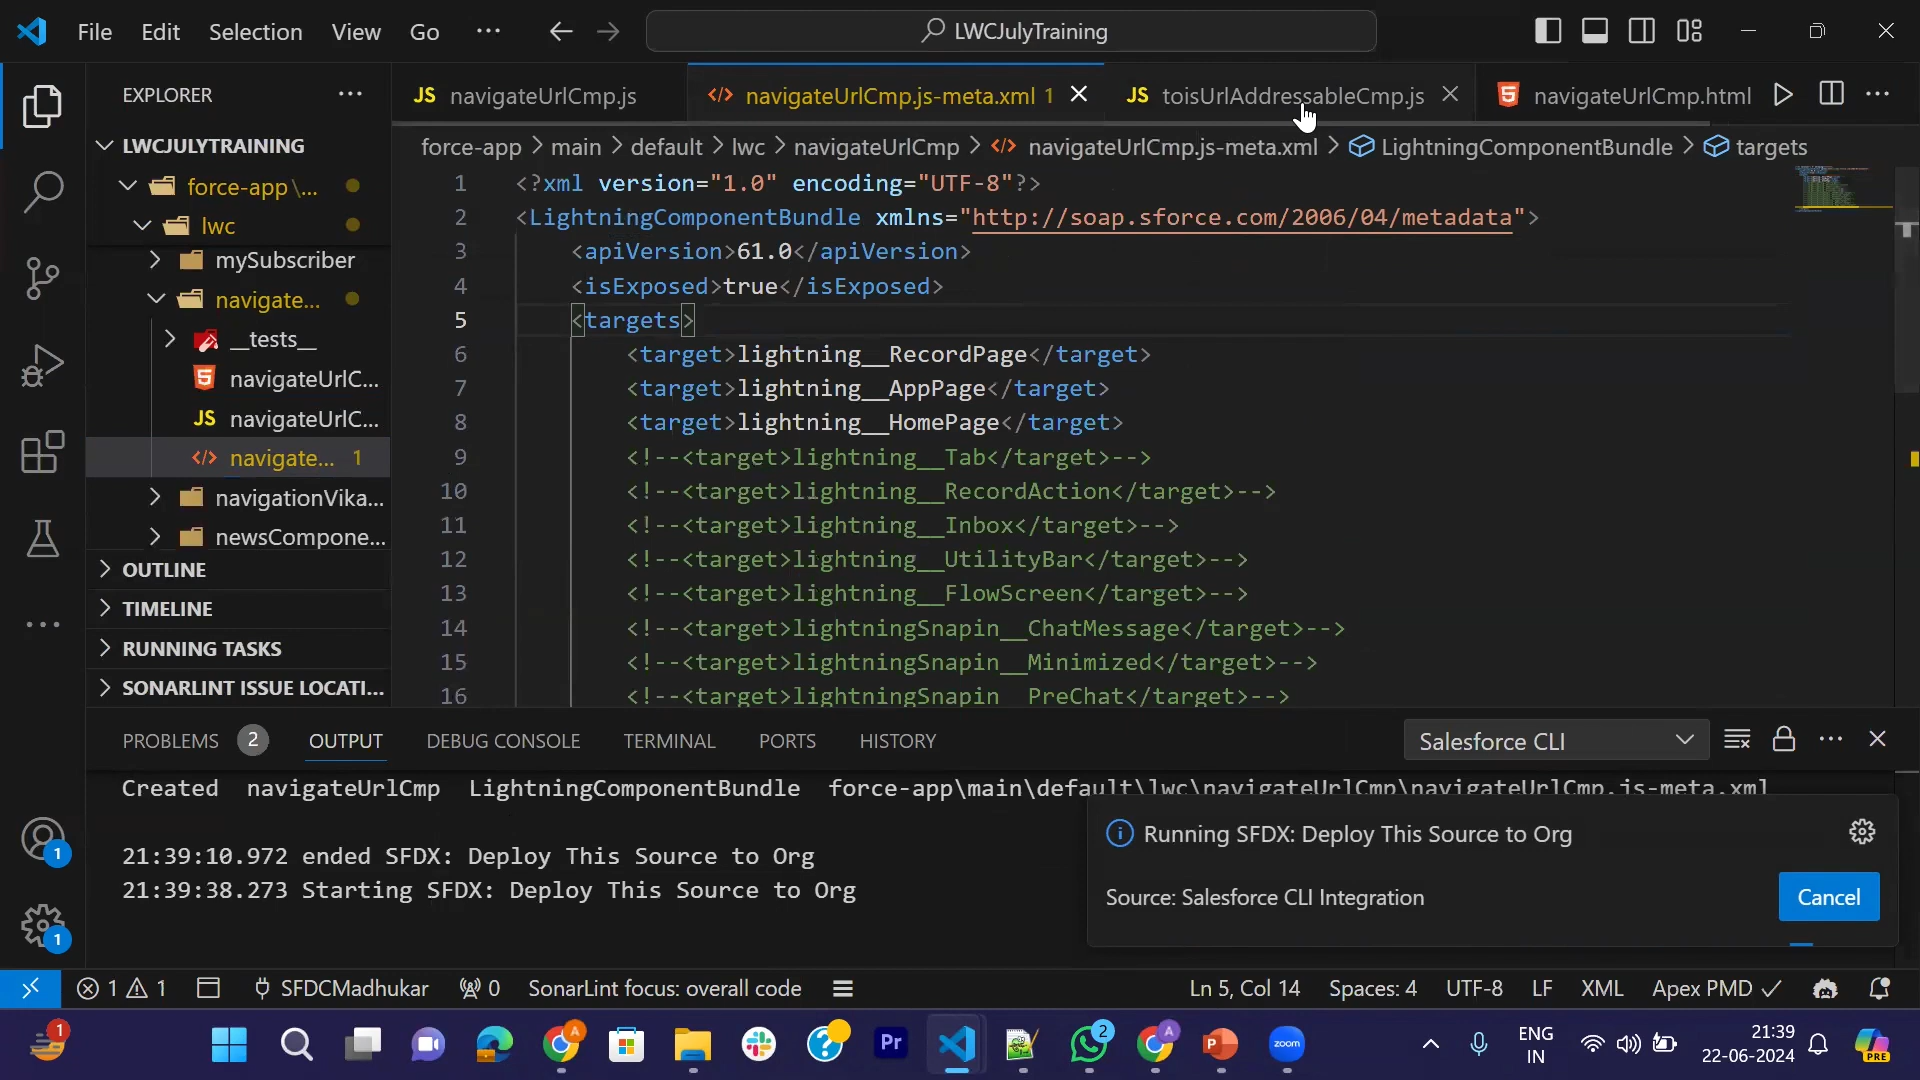 File Edit Selection View Go ··· LWCJulyTraining
EXPLORER
JS navigateUrlCmp.js
navigateUrlCmp.js-meta.xml 1
JS toisUrlAddressableCmp.js
navigateUrlCmp.html
LWCJULYTRAINING
force-app \ ...
lwc
mySubscriber
navigate...
__tests__
navigateUrlC...
JS navigateUrlC...
navigate... 1
navigationVika...
newsCompone...
OUTLINE
TIMELINE
RUNNING TASKS
SONARLINT ISSUE LOCATI...
force-app > main > default > lwc > navigateUrlCmp > navigateUrlCmp.js-meta.xml > LightningComponentBundle > targets
1 <?xml version="1.0" encoding="UTF-8"?>
2 <LightningComponentBundle xmlns="http://soap.sforce.com/2006/04/metadata">
3 <apiVersion>61.0</apiVersion>
4 <isExposed>true</isExposed>
5 <targets>
6 <target>lightning__RecordPage</target>
7 <target>lightning__AppPage</target>
8 <target>lightning__HomePage</target>
9 <!--<target>lightning__Tab</target>-->
10 <!--<target>lightning__RecordAction</target>-->
11 <!--<target>lightning__Inbox</target>-->
12 <!--<target>lightning__UtilityBar</target>-->
13 <!--<target>lightning__FlowScreen</target>-->
14 <!--<target>lightningSnapin__ChatMessage</target>-->
15 <!--<target>lightningSnapin__Minimized</target>-->
16 <!--<target>lightningSnapin__PreChat</target>-->
PROBLEMS 2 OUTPUT DEBUG CONSOLE TERMINAL PORTS HISTORY Salesforce CLI
Created navigateUrlCmp LightningComponentBundle force-app\main\default\lwc\navigateUrlCmp\navigateUrlCmp.js-meta.xml
21:39:10.972 ended SFDX: Deploy This Source to Org
21:39:38.273 Starting SFDX: Deploy This Source to Org
Running SFDX: Deploy This Source to Org
Source: Salesforce CLI Integration
Cancel
1
1
1 1 SFDCMadhukar 0 SonarLint focus: overall code Ln 5, Col 14 Spaces: 4 UTF-8 LF XML Apex PMD
1
A
?
Pr
2
A
zoom
ENG
IN
21:39
22-06-2024
PRE